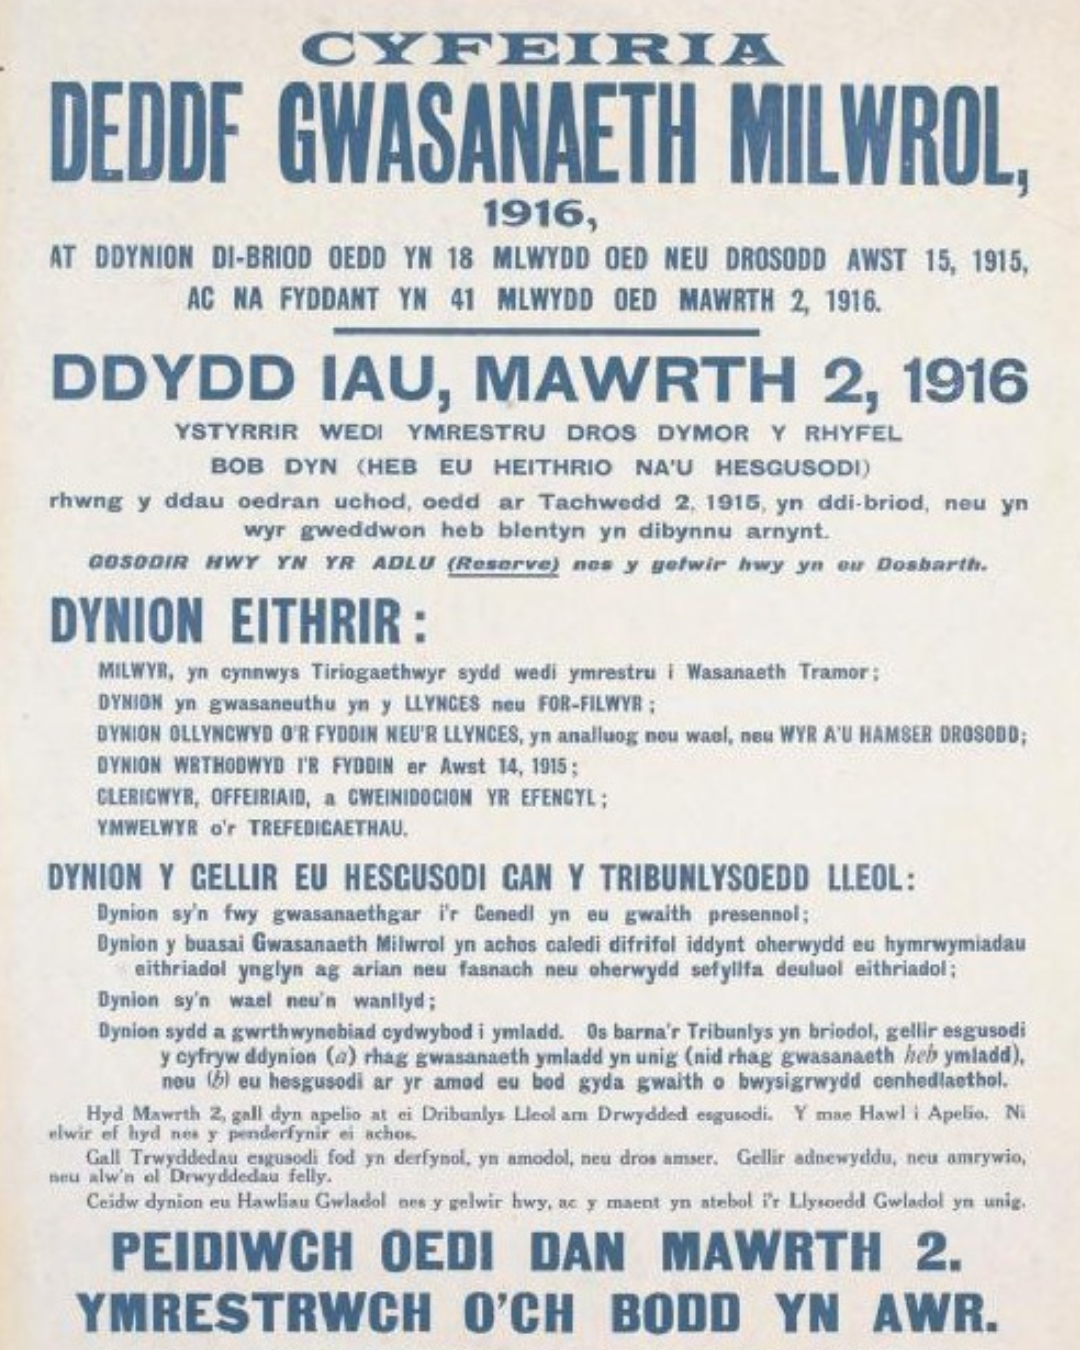 CYFEIRIA
DEDDF GWASANAETH MILWROL,
1916,
AT DDYNION DI-BRIOD OEDD YN 18 MLWYDD OED NEU DROSODD AWST 15, 1915,
AC NA FYDDANT YN 41 MLWYDD OED MAWRTH 2, 1916.
DDYDD IAU, MAWRTH 2, 1916
YSTYRRIR WEDI YMRESTRU DROS DYMOR Y RHYFEL
BOB DYN (HEB EU HEITHRIO NA'U HESGUSODI)
rhwng y ddau oedran uchod, oedd ar Tachwedd 2, 1915, yn ddi-briod, neu yn
wyr gweddwon heb blentyn yn dibynnu arnynt.
GOSODIR HWY YN YR ADLU (Reserve) nes y gelwir hwy yn eu Dosbarth.
DYNION EITHRIR:
MILWYR, yn cynnwys Tiriogaethwyr sydd wedi ymrestru i Wasanaeth Tramor;
DYNION yn gwasaneuthu yn y LLYNGES neu FOR-FILWYR;
DYNION OLLYNGWYD O'R FYDDIN NEU'R LLYNGES, yn analluog neu wael, neu WYR A'U HAMSER DROSODD;
DYNION WRTHODWYD I'R FYDDIN er Awst 14, 1915;
CLERIGWYR, OFFEIRIAID, a GWEINIDOGION YR EFENGYL;
YMWELWYR o'r TREFEDIGAETHAU.
DYNION Y GELLIR EU HESGUSODI GAN Y TRIBUNLYSOEDD LLEOL:
Dynion sy'n fwy gwasanaethgar i'r Genedl yn eu gwaith presennol;
Dynion y buasai Gwasanaeth Milwrol yn achos caledi difrifol iddynt oherwydd eu hymrwymiadau
eithriadol ynglyn ag arian neu fasnach neu oherwydd sefyllfa deuluol eithriadol;
Dynion sy'n wael neu'n wanllyd;
Dynion sydd a gwrthwynebiad cydwybod i ymladd. Os barna'r Tribunlys yn briodol, gellir esgusodi
y cyfryw ddynion (a) rhag gwasanaeth ymladd yn unig (nid rhag gwasanaeth heb ymladd),
neu (b) eu hesgusodi ar yr amod eu bod gyda gwaith o bwysigrwydd cenhedlaethol.
Hyd Mawrth 2, gall dyn apelio at ei Dribunlys Lleol am Drwydded esgusodi. Y mae Hawl i Apelio. Ni
elwir ef hyd nes y penderfynir ei achos.
Gall Trwyddedau esgusodi fod yn derfynol, yn amodol, neu dros amser. Gellir adnewyddu, neu amrywio,
neu alw'n ol Drwyddedau felly.
Ceidw dynion eu Hawliau Gwladol nes y gelwir hwy, ac y maent yn atebol i'r Llysoedd Gwladol yn unig.
PEIDIWCH OEDI DAN MAWRTH 2.
YMRESTRWCH O'CH BODD YN AWR.